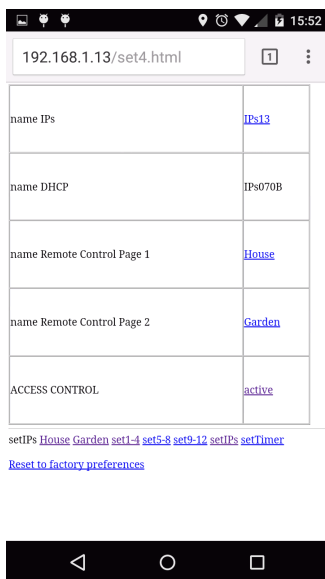 15:52
192.168.1.13/set4.html
1
name IPs IPs13
name DHCP IPs070B
name Remote Control Page 1 House
name Remote Control Page 2 Garden
ACCESS CONTROL active
setIPs House Garden set1-4 set5-8 set9-12 setIPs setTimer
Reset to factory preferences